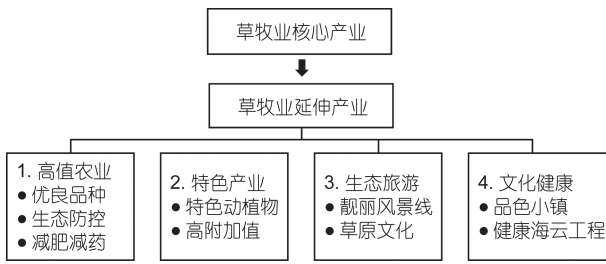 草牧业核心产业
草牧业延伸产业
1. 高值农业
● 优良品种
● 生态防控
● 减肥减药
2. 特色产业
● 特色动植物
● 高附加值
3. 生态旅游
● 靓丽风景线
● 草原文化
4. 文化健康
● 品色小镇
● 健康海云工程